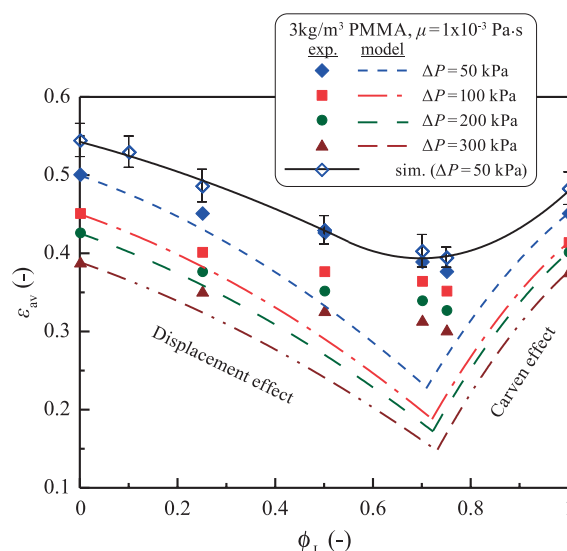 3kg/m³ PMMA, μ=1x10⁻³ Pa·s
exp. model
ΔP=50 kPa
ΔP=100 kPa
ΔP=200 kPa
ΔP=300 kPa
sim. (ΔP=50 kPa)
0.6
0.5
0.4
0.3
0.2
0.1
εav (-)
Displacement effect
Carven effect
0 0.2 0.4 0.6 0.8
(-)